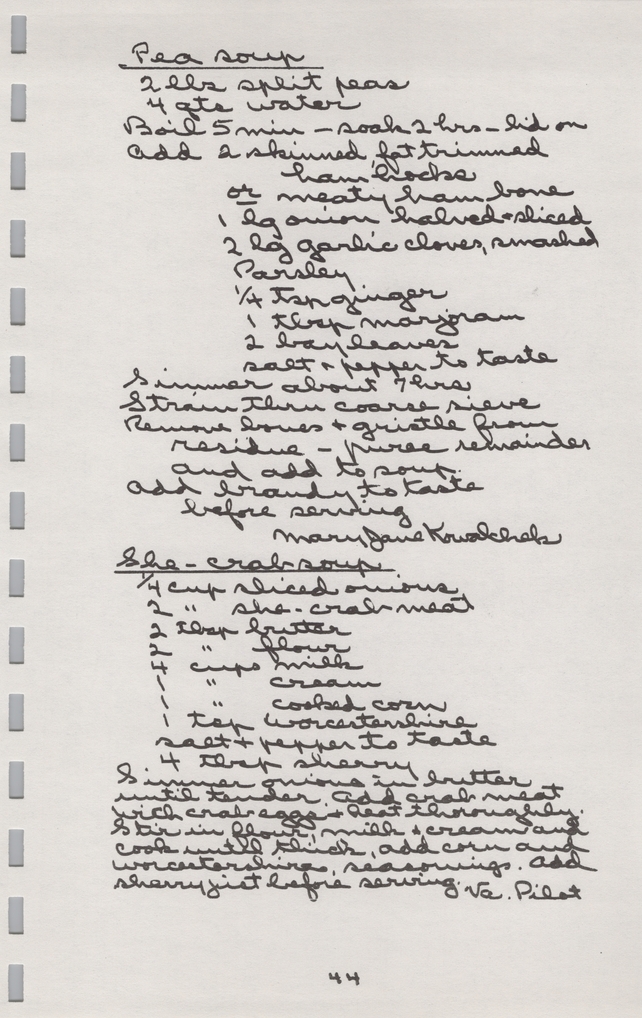 Pea soup
2 lbs split peas
4 qts water
Boil 5 min - soak 2 hrs - lid on
Add 2 skinned, fat trimmed
ham hocks
or meaty ham bone
1 lg onion halved + sliced
2 lg garlic cloves, smashed
Parsley
1/4 tsp ginger
1 tbsp marjoram
2 bay leaves
salt + pepper to taste
Simmer about 7 hrs
Strain thru coarse sieve
Remove bones + gristle from
residue - puree remainder
and add to soup.
Add brandy to taste
before serving
Mary Jane Kowalchek
She-crab soup
1/4 cup sliced onions
2 " she-crab meat
2 tbsp butter
2 " flour
4 cups milk
1 " cream
1 " cooked corn
1 tsp worcestershire
salt + pepper to taste
4 tbsp sherry
Simmer onions in butter
until tender. Add crab meat
with crab eggs + heat thoroughly.
Stir in flour, milk + cream and
cook until thick, add corn and
worcestershire, seasonings. Add
sherry just before serving.
Va. Pilot
44